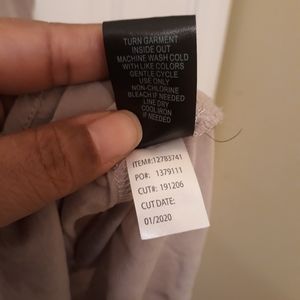 TURN GARMENT
INSIDE OUT
MACHINE WASH COLD
WITH LIKE COLORS
GENTLE CYCLE
USE ONLY
NON-CHLORINE
BLEACH IF NEEDED
LINE DRY
COOL IRON
IF NEEDED
ITEM#:12783741
PO#: 1379111
CUT#: 191206
CUT DATE:
01/2020